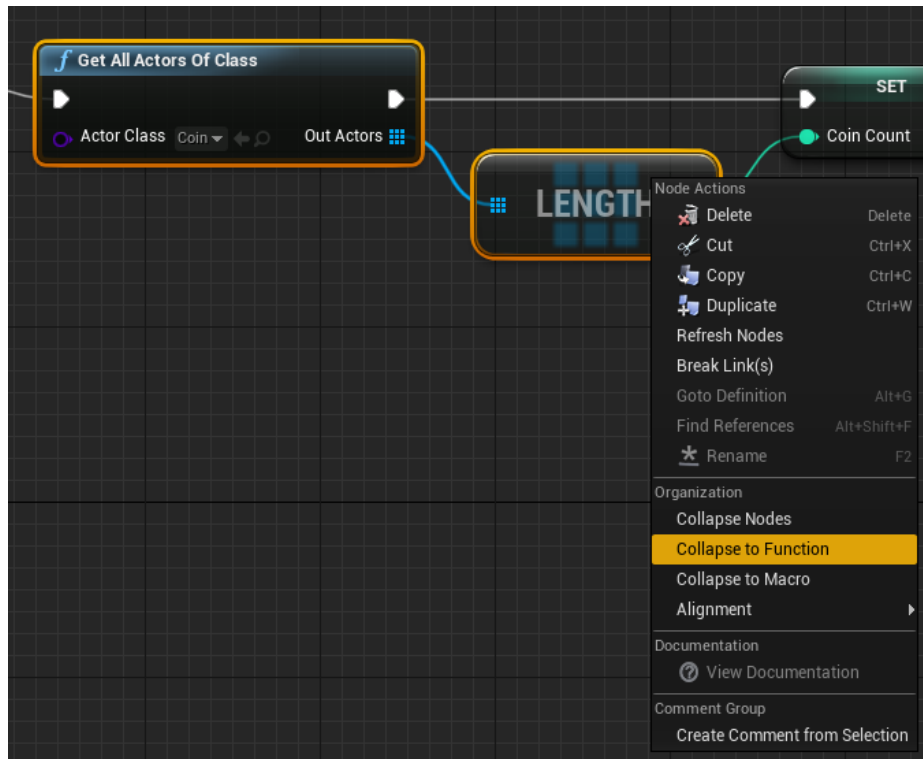 f Get All Actors Of Class
SET
Actor Class Coin Out Actors
Coin Count
LENGTH
Node Actions
Delete Delete
Cut Ctrl+X
Copy Ctrl+C
Duplicate Ctrl+W
Refresh Nodes
Break Link(s)
Goto Definition Alt+G
Find References Alt+Shift+F
Rename F2
Organization
Collapse Nodes
Collapse to Function
Collapse to Macro
Alignment
Documentation
View Documentation
Comment Group
Create Comment from Selection